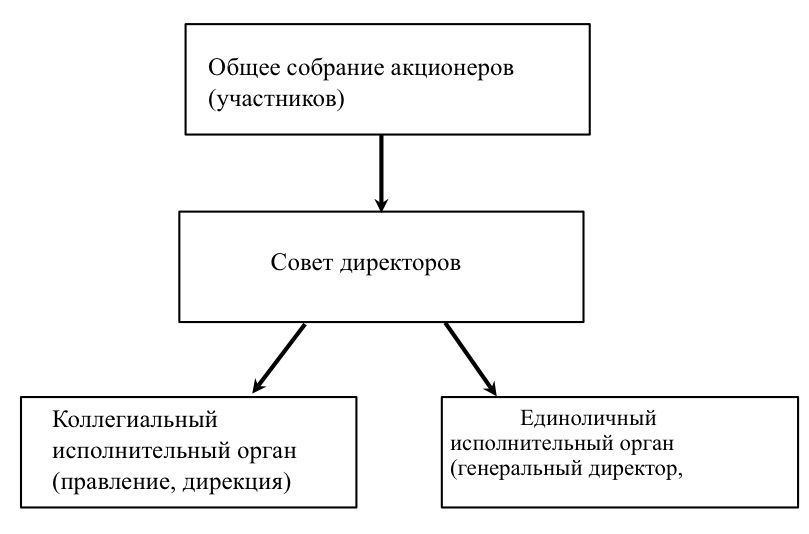 Общее собрание акционеров
(участников)
Совет директоров
Коллегиальный
исполнительный орган
(правление, дирекция)
Единоличный
исполнительный орган
(генеральный директор,